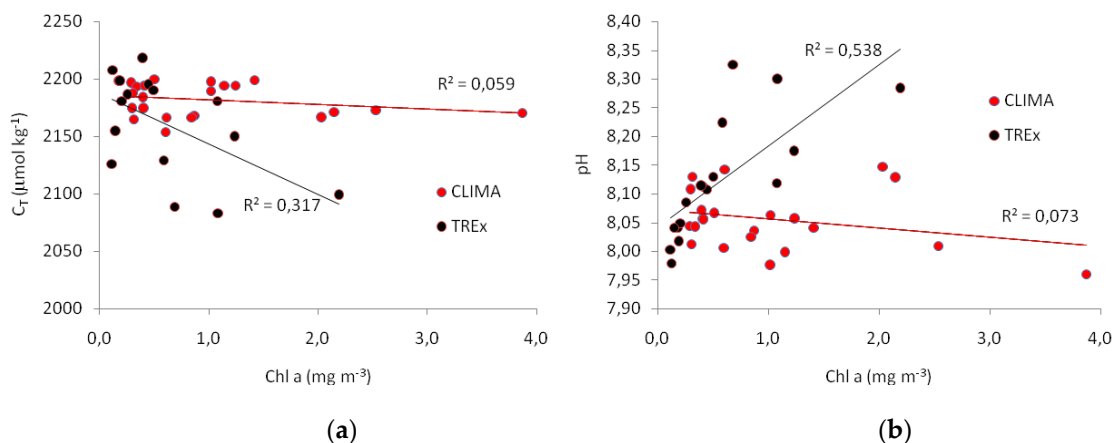 2250
2200
2150
2100
2050
2000
C_T (µmol kg⁻¹)
R² = 0,059
R² = 0,317
CLIMA
TREx
0,0 1,0 2,0 3,0 4,0
Chl a (mg m⁻³)
(a)
8,40
8,35
8,30
8,25
8,20
8,15
8,10
8,05
8,00
7,95
7,90
pH
R² = 0,538
CLIMA
TREx
R² = 0,073
0,0 1,0 2,0 3,0 4,0
Chl a (mg m⁻³)
(b)